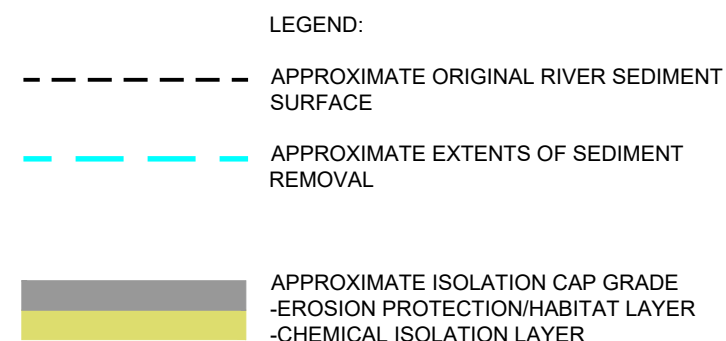 LEGEND:
APPROXIMATE ORIGINAL RIVER SEDIMENT
SURFACE
APPROXIMATE EXTENTS OF SEDIMENT
REMOVAL
APPROXIMATE ISOLATION CAP GRADE
-EROSION PROTECTION/HABITAT LAYER
-CHEMICAL ISOLATION LAYER